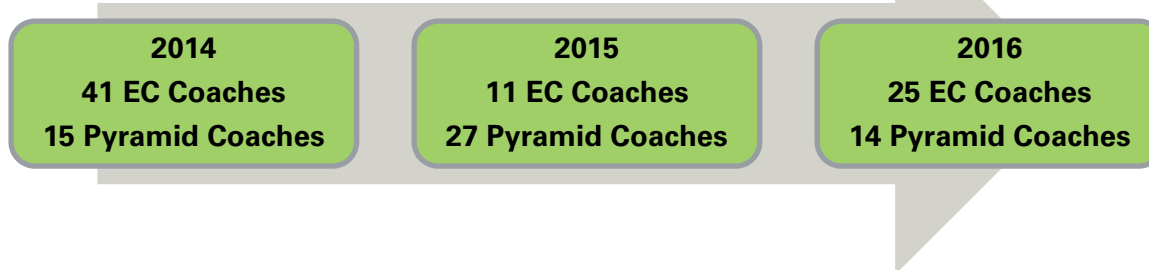 2014
41 EC Coaches
15 Pyramid Coaches
2015
11 EC Coaches
27 Pyramid Coaches
2016
25 EC Coaches
14 Pyramid Coaches